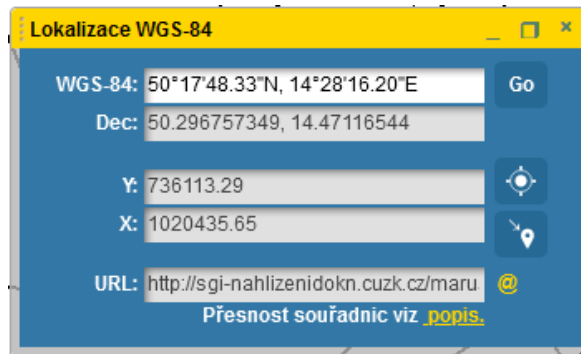 Lokalizace WGS-84
WGS-84: 50°17'48.33"N, 14°28'16.20"E Go
Dec: 50.296757349, 14.47116544
Y: 736113.29
X: 1020435.65
URL: http://sgi-nahlizenidokn.cuzk.cz/maru @
Přesnost souřadnic viz popis.